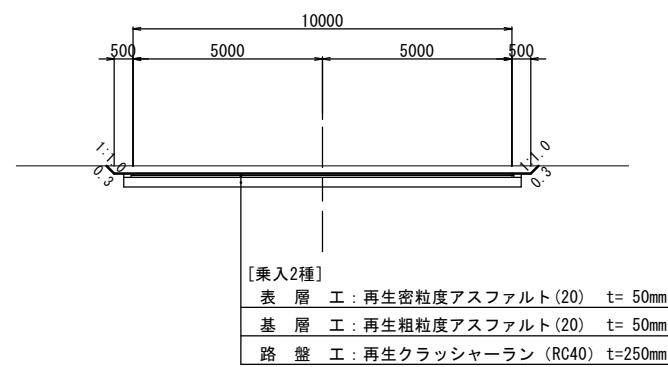 10000
500 5000 5000 500
1:1.0 1:1.0
0.3 0.3
[乗入2種]
表 層 工：再生密粒度アスファルト(20) t= 50mm
基 層 工：再生粗粒度アスファルト(20) t= 50mm
路 盤 工：再生クラッシャーラン (RC40) t=250mm